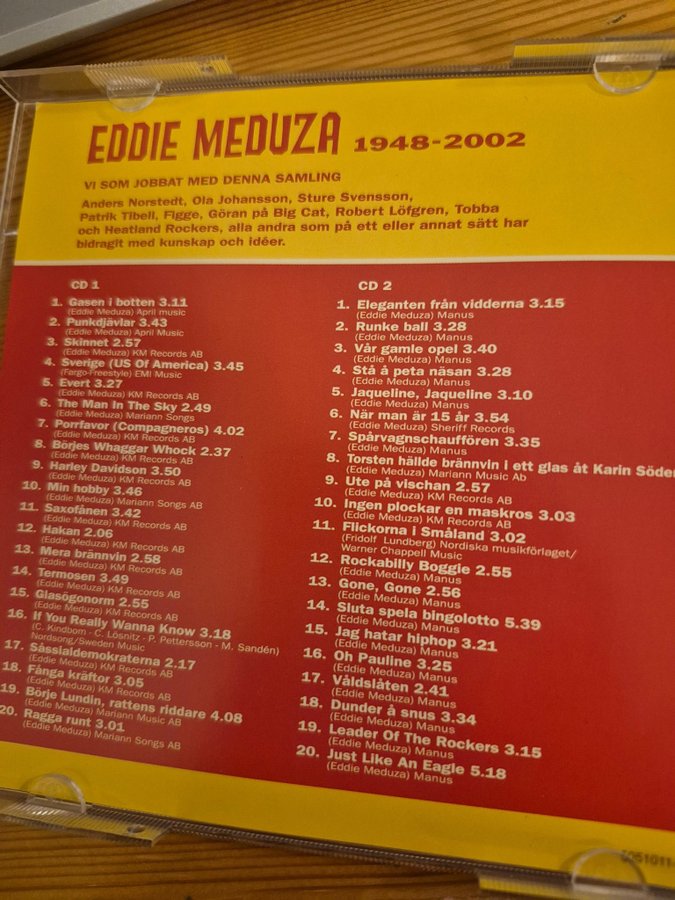 EDDIE MEDUZA 1948-2002
VI SOM JOBBAT MED DENNA SAMLING
Anders Norstedt, Ola Johansson, Sture Svensson,
Patrik Tibell, Figge, Göran på Big Cat, Robert Löfgren, Tobba
och Heatland Rockers, alla andra som på ett eller annat sätt har
bidragit med kunskap och idéer.
CD 1
1. Gasen i botten 3.11
(Eddie Meduza) April music
2. Punkdjävlar 3.43
(Eddie Meduza) April Music
3. Skinnet 2.57
(Eddie Meduza) KM Records AB
4. Sverige (US Of America) 3.45
(Fargo-Freestyle) EMI Music
5. Evert 3.27
(Eddie Meduza) KM Records AB
6. The Man In The Sky 2.49
(Eddie Meduza) Mariann Songs
7. Porrfavor (Compagneros) 4.02
(Eddie Meduza) KM Records AB
8. Börjes Whaggar Whock 2.37
(Eddie Meduza) KM Records AB
9. Harley Davidson 3.50
(Eddie Meduza) KM Records AB
10. Min hobby 3.46
(Eddie Meduza) Mariann Songs AB
11. Saxofånen 3.42
(Eddie Meduza) KM Records AB
12. Hakan 2.06
(Eddie Meduza) KM Records AB
13. Mera brännvin 2.58
(Eddie Meduza) KM Records AB
14. Termosen 3.49
(Eddie Meduza) KM Records AB
15. Glasögonorm 2.55
(Eddie Meduza) KM Records AB
16. If You Really Wanna Know 3.18
(C. Kindbom - C. Lösnitz - P. Pettersson - M. Sandén)
Nordsong/Sweden Music
17. Såssialdemokraterna 2.17
(Eddie Meduza) KM Records AB
18. Fånga kräftor 3.05
(Eddie Meduza) KM Records AB
19. Börje Lundin, rattens riddare 4.08
(Eddie Meduza) Mariann Music AB
20. Ragga runt 3.01
(Eddie Meduza) Mariann Songs AB
CD 2
1. Eleganten från vidderna 3.15
(Eddie Meduza) Manus
2. Runke ball 3.28
(Eddie Meduza) Manus
3. Vår gamle opel 3.40
(Eddie Meduza) Manus
4. Stå å peta näsan 3.28
(Eddie Meduza) Manus
5. Jaqueline, Jaqueline 3.10
(Eddie Meduza) Manus
6. När man är 15 år 3.54
(Eddie Meduza) Sheriff Records
7. Spårvagnschauffören 3.35
(Eddie Meduza) Manus
8. Torsten hällde brännvin i ett glas åt Karin Söder
(Eddie Meduza) Mariann Music Ab
9. Ute på vischan 2.57
(Eddie Meduza) KM Records AB
10. Ingen plockar en maskros 3.03
(Eddie Meduza) KM Records AB
11. Flickorna i Småland 3.02
(Fridolf Lundberg) Nordiska musikförlaget/
Warner Chappell Music
12. Rockabilly Boggie 2.55
(Eddie Meduza) Manus
13. Gone, Gone 2.56
(Eddie Meduza) Manus
14. Sluta spela bingolotto 5.39
(Eddie Meduza) Manus
15. Jag hatar hiphop 3.21
(Eddie Meduza) Manus
16. Oh Pauline 3.25
(Eddie Meduza) Manus
17. Våldslåten 2.41
(Eddie Meduza) Manus
18. Dunder å snus 3.34
(Eddie Meduza) Manus
19. Leader Of The Rockers 3.15
(Eddie Meduza) Manus
20. Just Like An Eagle 5.18
(Eddie Meduza) Manus